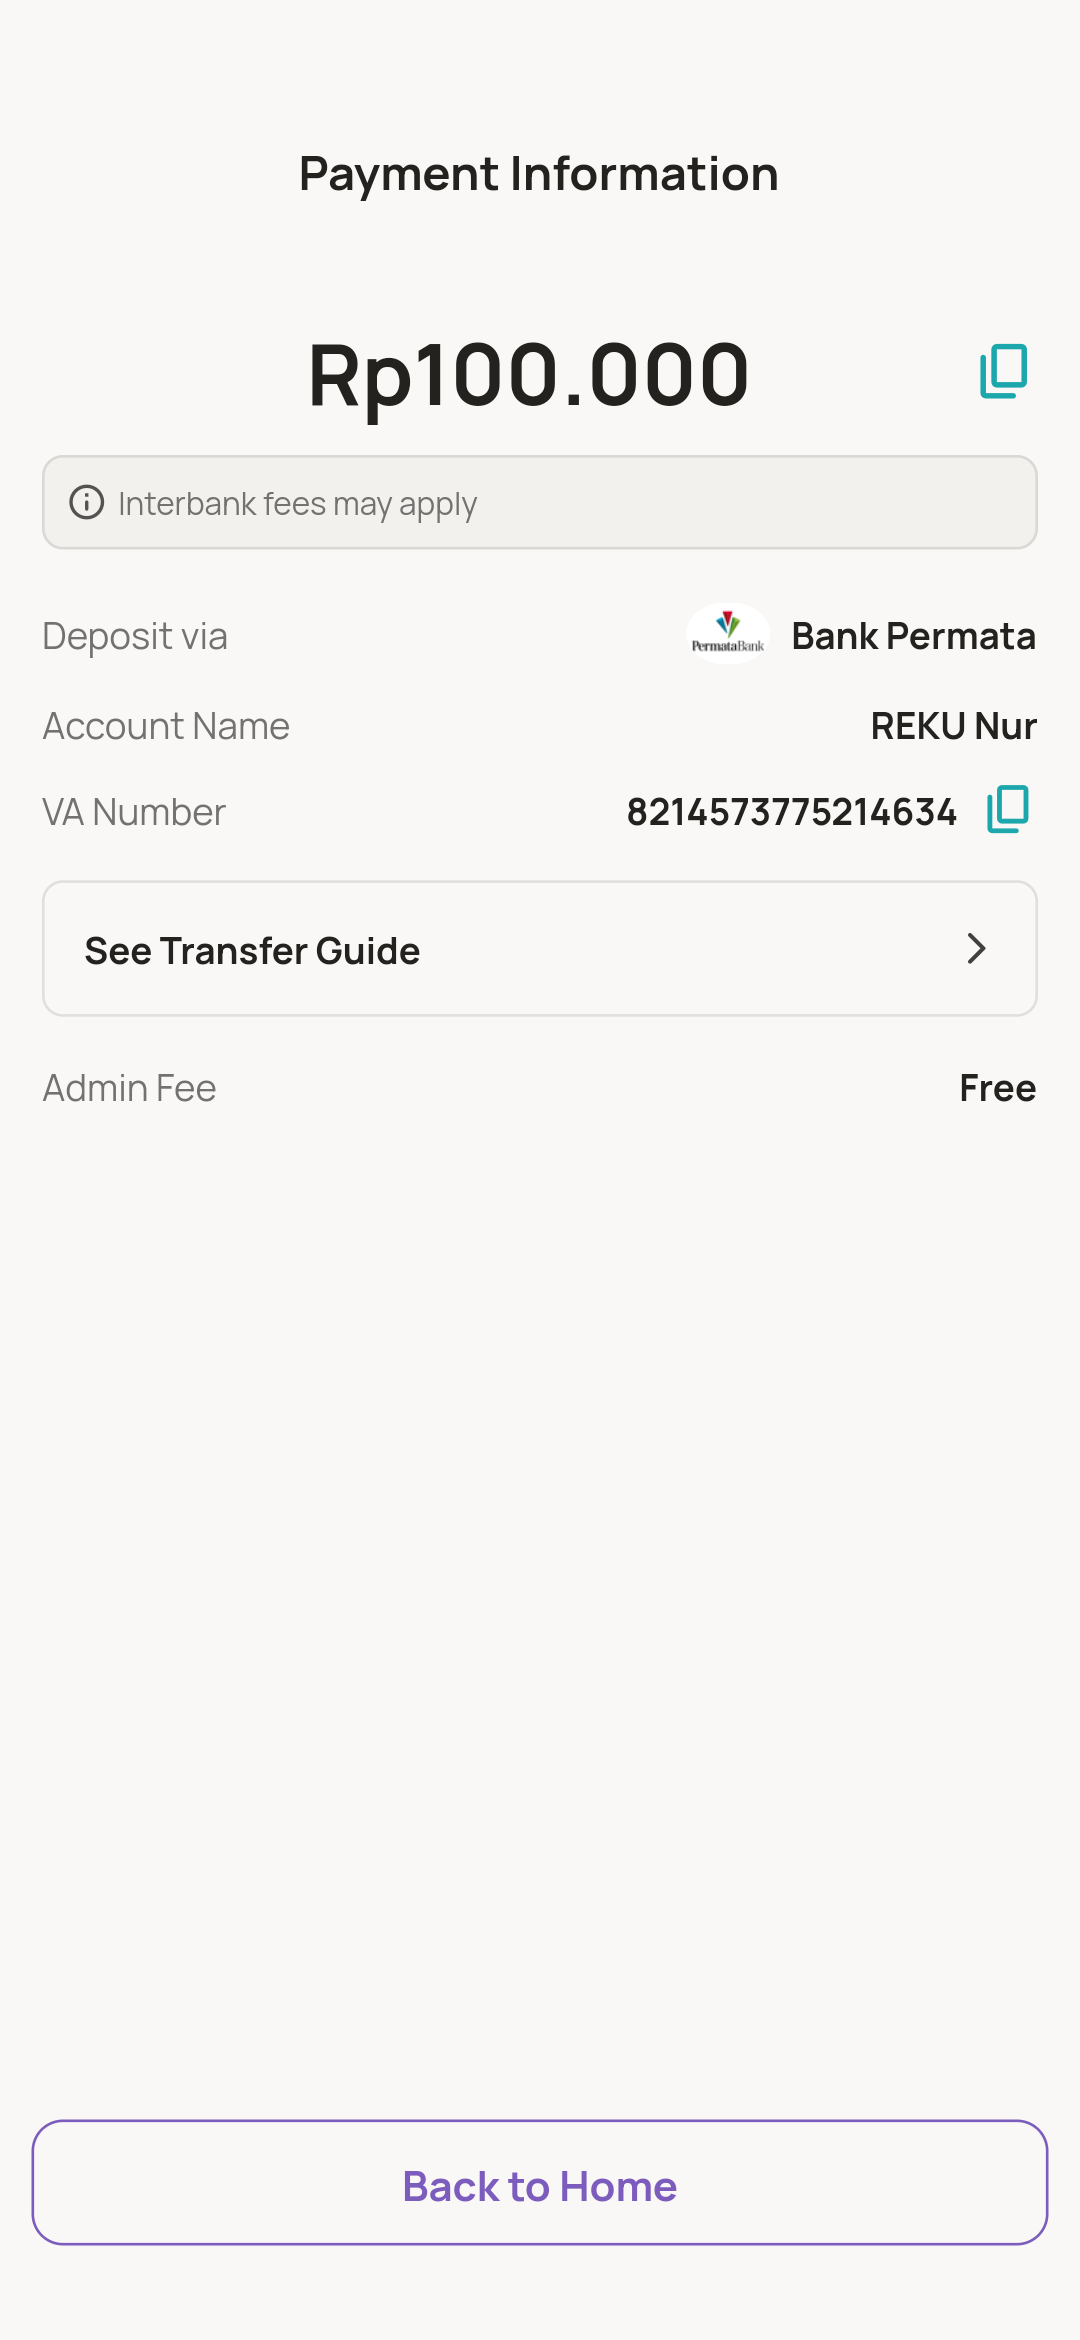 Payment Information
Rp100.000
Interbank fees may apply
Deposit via PermataBank Bank Permata
Account Name REKU Nur
VA Number 8214573775214634
See Transfer Guide
Admin Fee Free
Back to Home